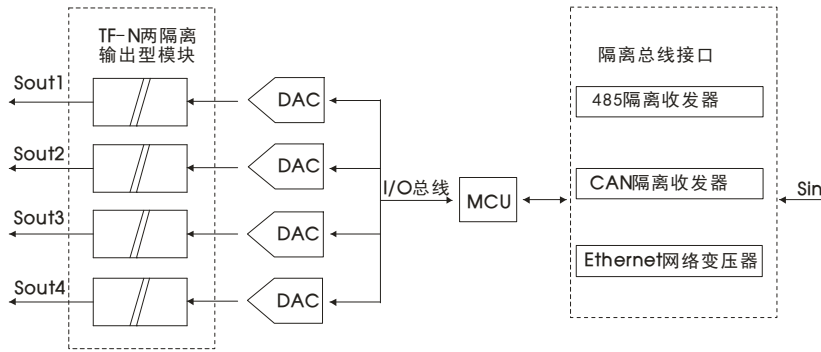 TF-N两隔离
输出型模块
隔离总线接口
Sout1
DAC
485隔离收发器
Sout2
DAC
I/O总线
MCU
CAN隔离收发器
Sin
Sout3
DAC
Ethernet网络变压器
Sout4
DAC